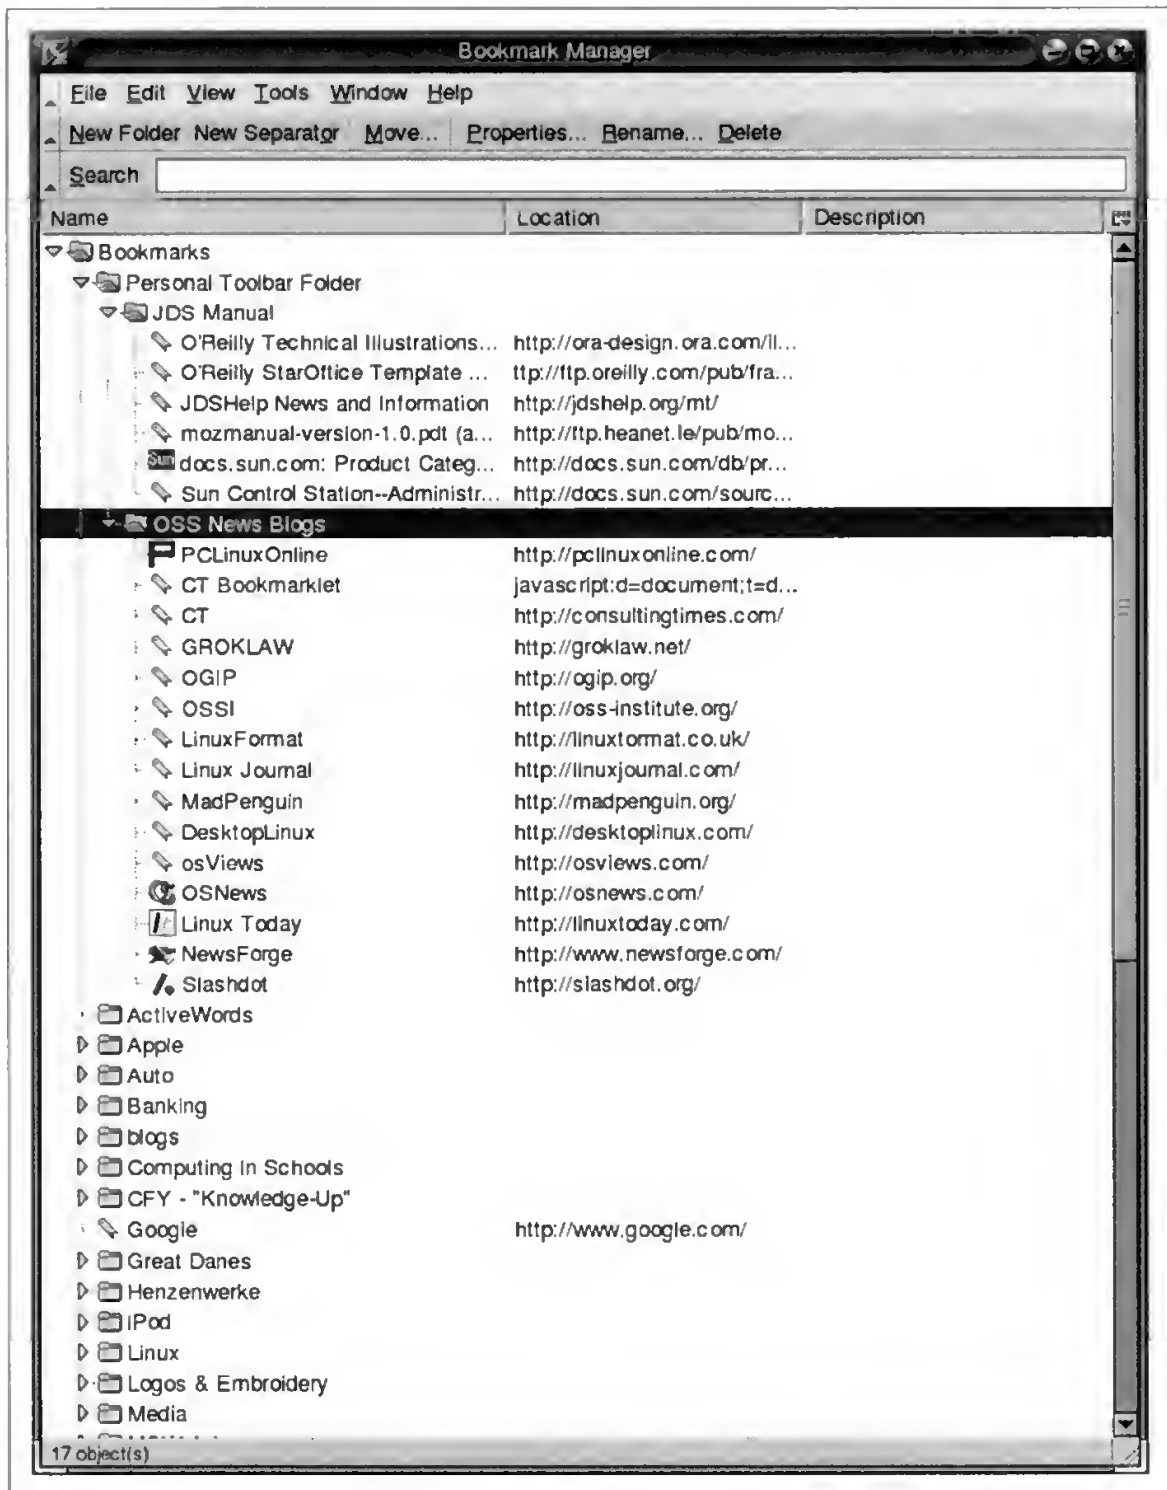 Bookmark Manager
File Edit View Tools Window Help
New Folder New Separator Move... Properties... Rename... Delete
Search
Name Location Description
Bookmarks
Personal Toolbar Folder
JDS Manual
O'Reilly Technical Illustrations... http://ora-design.ora.com/ll...
O'Reilly StarOffice Template ... ttp://ftp.oreilly.com/pub/fra...
JDSHelp News and Information http://jdshelp.org/mt/
mozmanual-version-1.0.pdf (a... http://ftp.heanet.ie/pub/mo...
Sun docs.sun.com: Product Categ... http://docs.sun.com/db/pr...
Sun Control Station--Administr... http://docs.sun.com/sourc...
OSS News Blogs
PCLinuxOnline http://pclinuxonline.com/
CT Bookmarklet javascript:d=document;t=d...
CT http://consultingtimes.com/
GROKLAW http://groklaw.net/
OGIP http://ogip.org/
OSSI http://oss-institute.org/
LinuxFormat http://linuxformat.co.uk/
Linux Journal http://linuxjournal.com/
MadPenguin http://madpenguin.org/
DesktopLinux http://desktoplinux.com/
osViews http://osviews.com/
OSNews http://osnews.com/
Linux Today http://linuxtoday.com/
NewsForge http://www.newsforge.com/
Slashdot http://slashdot.org/
ActiveWords
Apple
Auto
Banking
blogs
Computing in Schools
CFY - "Knowledge-Up"
Google http://www.google.com/
Great Danes
Henzenwerke
iPod
Linux
Logos & Embroidery
Media
17 object(s)